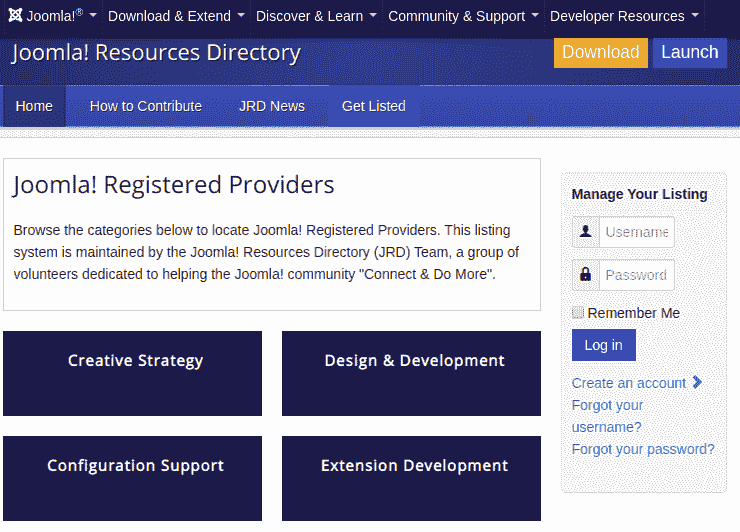 Joomla!® Download & Extend Discover & Learn Community & Support Developer Resources
Joomla! Resources Directory
Download Launch
Home How to Contribute JRD News Get Listed
Joomla! Registered Providers
Browse the categories below to locate Joomla! Registered Providers. This listing
system is maintained by the Joomla! Resources Directory (JRD) Team, a group of
volunteers dedicated to helping the Joomla! community "Connect & Do More".
Creative Strategy
Design & Development
Configuration Support
Extension Development
Manage Your Listing
Username
Password
Remember Me
Log in
Create an account
Forgot your
username?
Forgot your password?